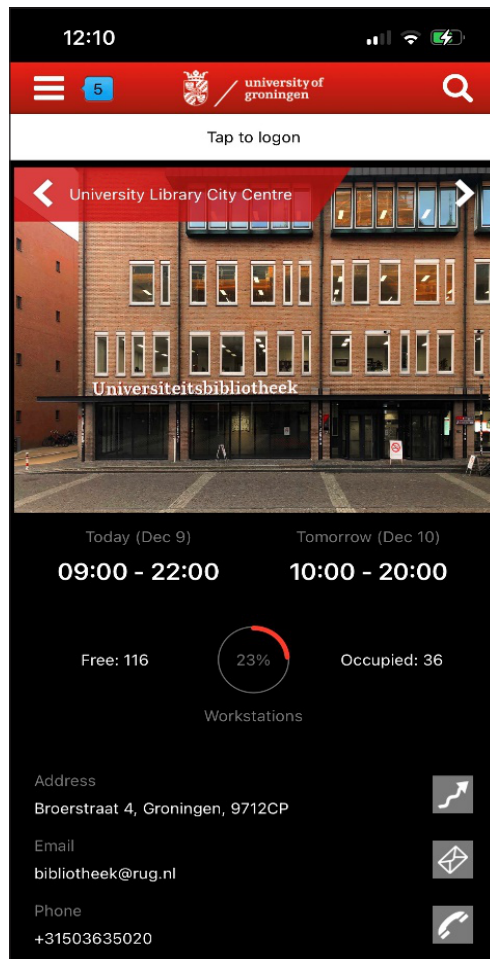 12:10
5
university of
groningen
Tap to logon
University Library City Centre
Universiteitsbibliotheek
Today (Dec 9)
Tomorrow (Dec 10)
09:00 - 22:00
10:00 - 20:00
Free: 116
23%
Occupied: 36
Workstations
Address
Broerstraat 4, Groningen, 9712CP
Email
bibliotheek@rug.nl
Phone
+31503635020